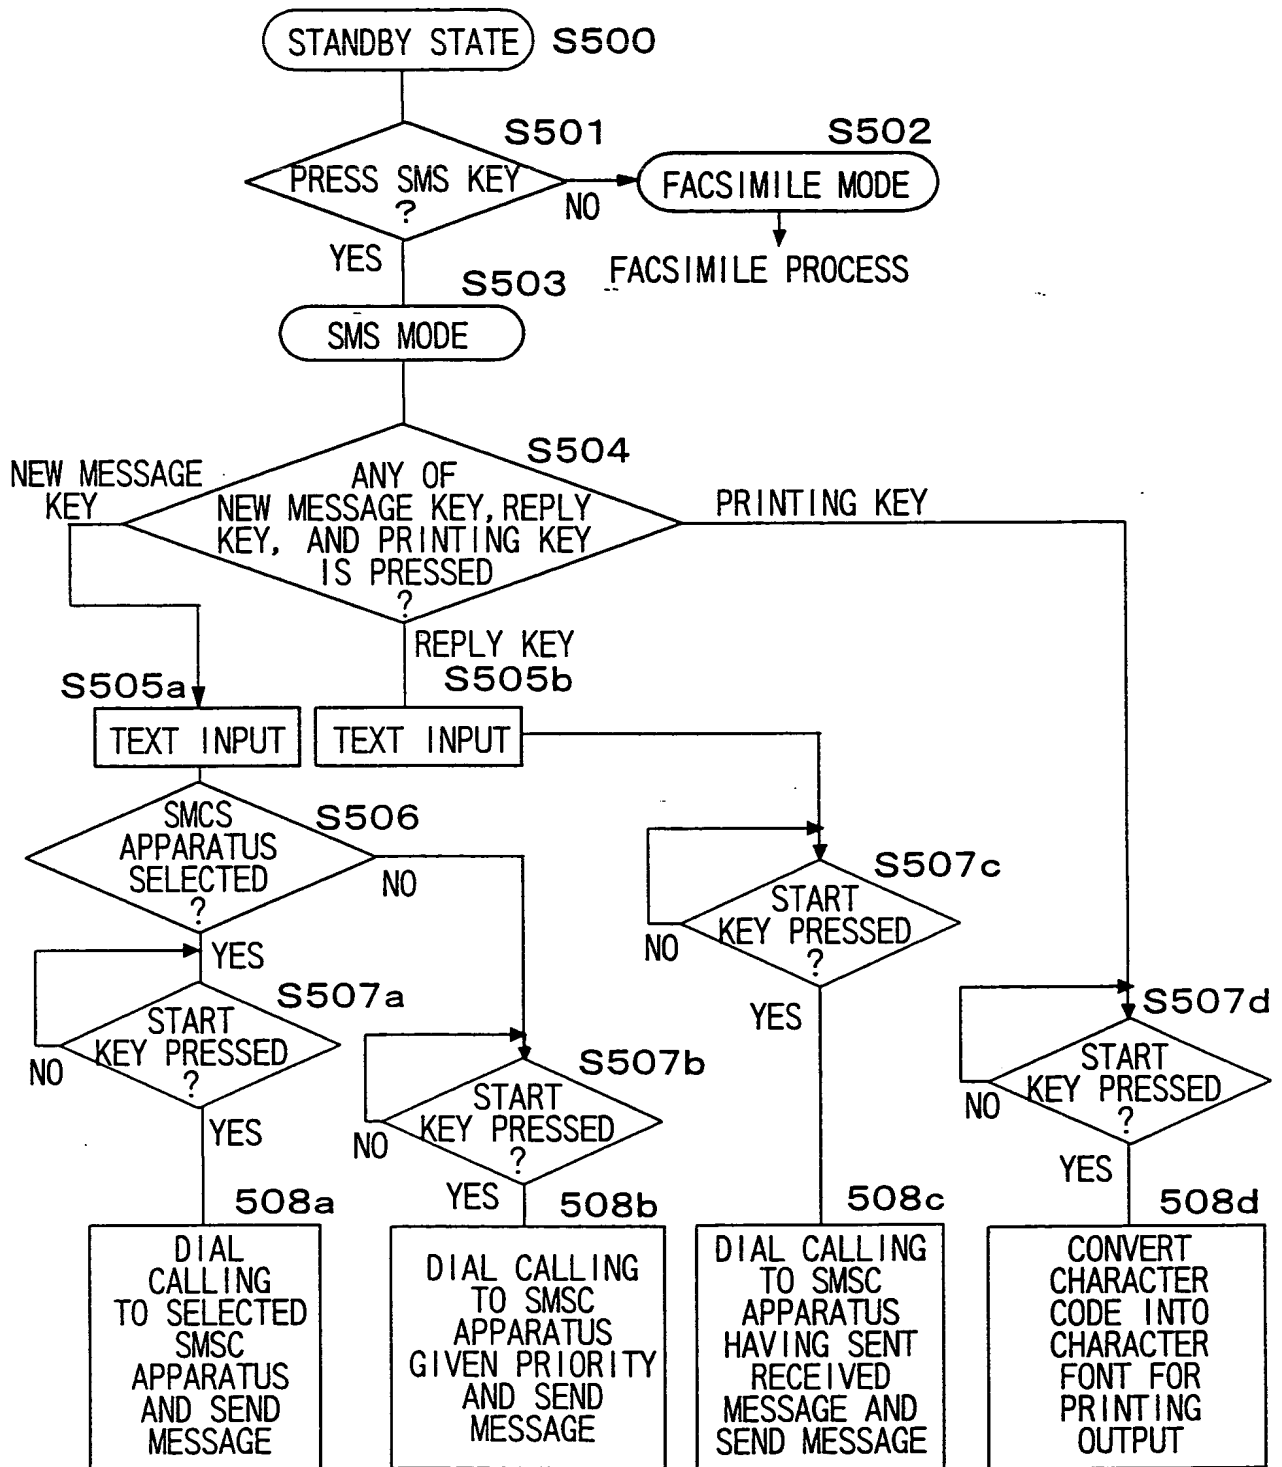 STANDBY STATE S500
S501
PRESS SMS KEY
?
NO
YES
S502
FACSIMILE MODE
FACSIMILE PROCESS
S503
SMS MODE
S504
ANY OF
NEW MESSAGE KEY, REPLY
KEY, AND PRINTING KEY
IS PRESSED
?
NEW MESSAGE
KEY
PRINTING KEY
REPLY KEY
S505a
TEXT INPUT
S505b
TEXT INPUT
S506
SMCS
APPARATUS
SELECTED
?
NO
YES
S507a
START
KEY PRESSED
?
NO
YES
S507b
START
KEY PRESSED
?
NO
YES
S507c
START
KEY PRESSED
?
NO
YES
S507d
START
KEY PRESSED
?
NO
YES
508a
DIAL
CALLING
TO SELECTED
SMSC
APPARATUS
AND SEND
MESSAGE
508b
DIAL CALLING
TO SMSC
APPARATUS
GIVEN PRIORITY
AND SEND
MESSAGE
508c
DIAL CALLING
TO SMSC
APPARATUS
HAVING SENT
RECEIVED
MESSAGE AND
SEND MESSAGE
508d
CONVERT
CHARACTER
CODE INTO
CHARACTER
FONT FOR
PRINTING
OUTPUT